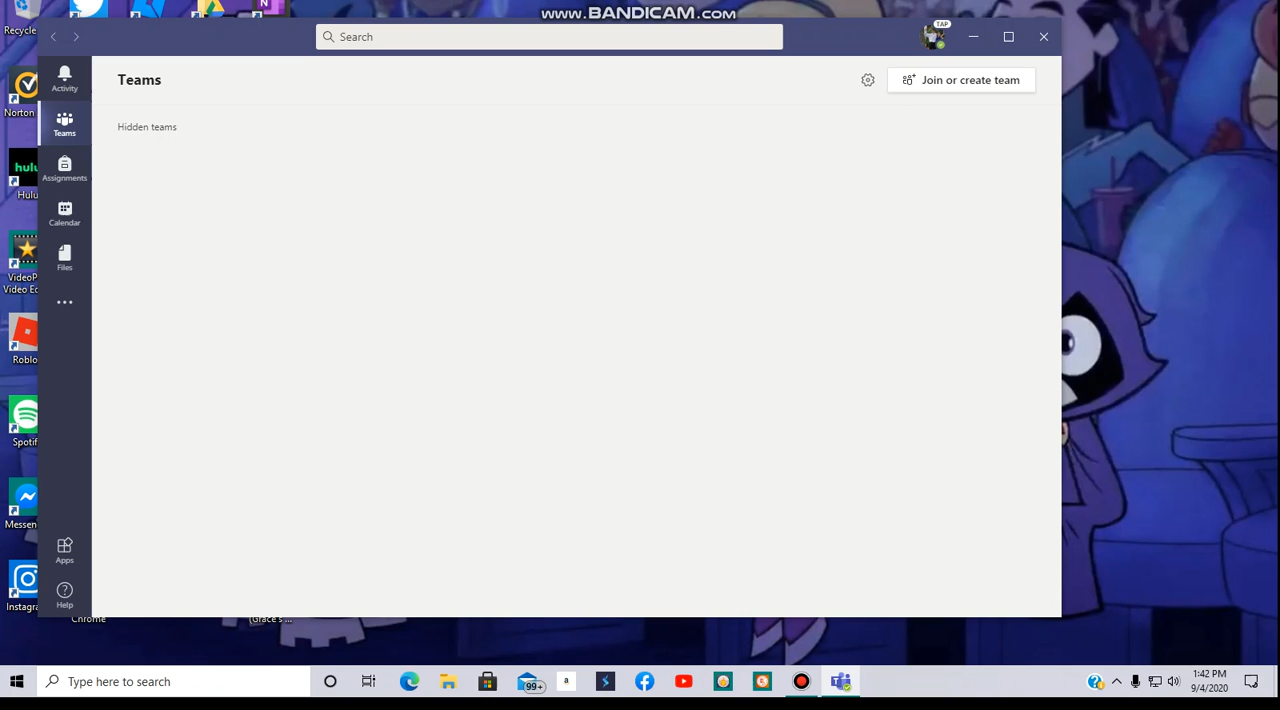 www.BANDICAM.com
Recycle
Search
TAP
Activity
Teams
Join or create team
Norton
Teams
Hidden teams
hulu
Assignments
Hulu
Calendar
VideoP
Video Ed
Files
Roblo
Spotif
Messen
Apps
Instagra
Help
Chrome
(Grace's ...
Type here to search
99+
a
1:42 PM
9/4/2020